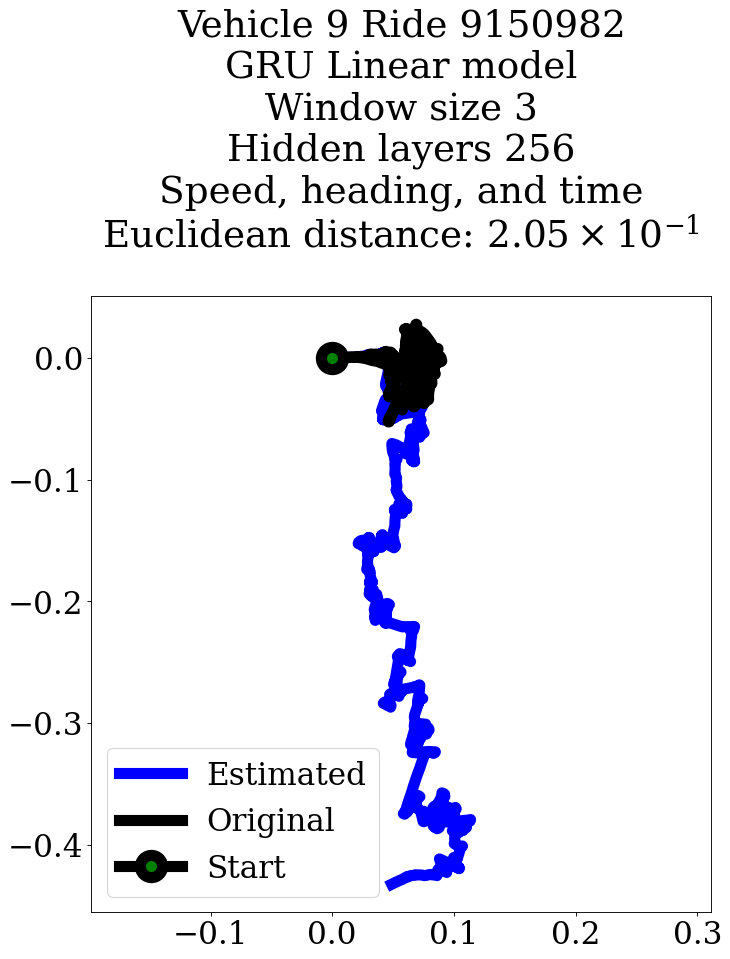 Vehicle 9 Ride 9150982
GRU Linear model
Window size 3
Hidden layers 256
Speed, heading, and time
Euclidean distance: 2.05 × 10⁻¹
0.0
−0.1
−0.2
−0.3
−0.4
Estimated
Original
Start
−0.1 0.0 0.1 0.2 0.3